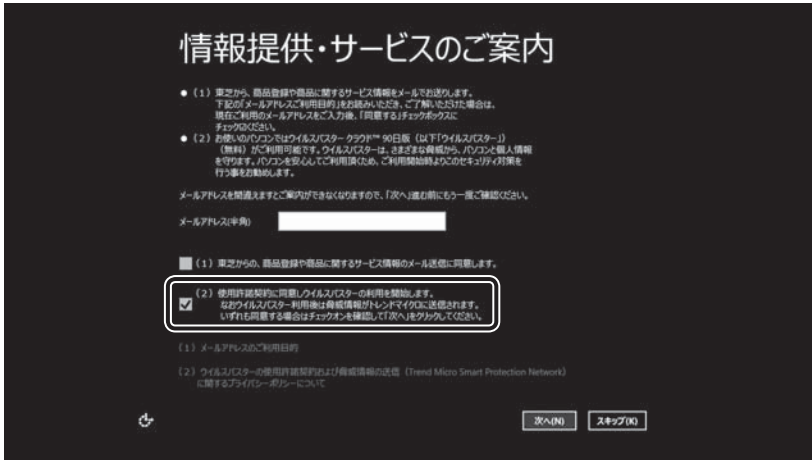 情報提供・サービスのご案内
● (1) 東芝から、商品登録や商品に関するサービス情報をメールでお送りします。
下記の「メールアドレスご利用目的」をお読みいただき、ご了解いただけた場合は、
現在ご利用のメールアドレスをご入力後、「同意する」チェックボックスに
チェックください。
● (2) お使いのパソコンではウイルスバスター クラウド™ 90日版 (以下「ウイルスバスター」)
(無料) がご利用可能です。ウイルスバスターは、さまざまな脅威から、パソコンと個人情報
を守ります。パソコンを安心してご利用頂くため、ご利用開始時よりこのセキュリティ対策を
行う事をお勧めします。
メールアドレスを間違えますとご案内ができなくなりますので、「次へ」進む前にもう一度ご確認ください。
メールアドレス(半角)
(1) 東芝からの、商品登録や商品に関するサービス情報のメール送信に同意します。
(2) 使用許諾契約に同意しウイルスバスターの利用を開始します。
なおウイルスバスター利用後は脅威情報がトレンドマイクロに送信されます。
いずれも同意する場合はチェックオンを確認して「次へ」をクリックしてください。
(1) メールアドレスのご利用目的
(2) ウイルスバスターの使用許諾契約および脅威情報の送信 (Trend Micro Smart Protection Network)
に関するプライバシーポリシーについて
次へ(N) スキップ(K)